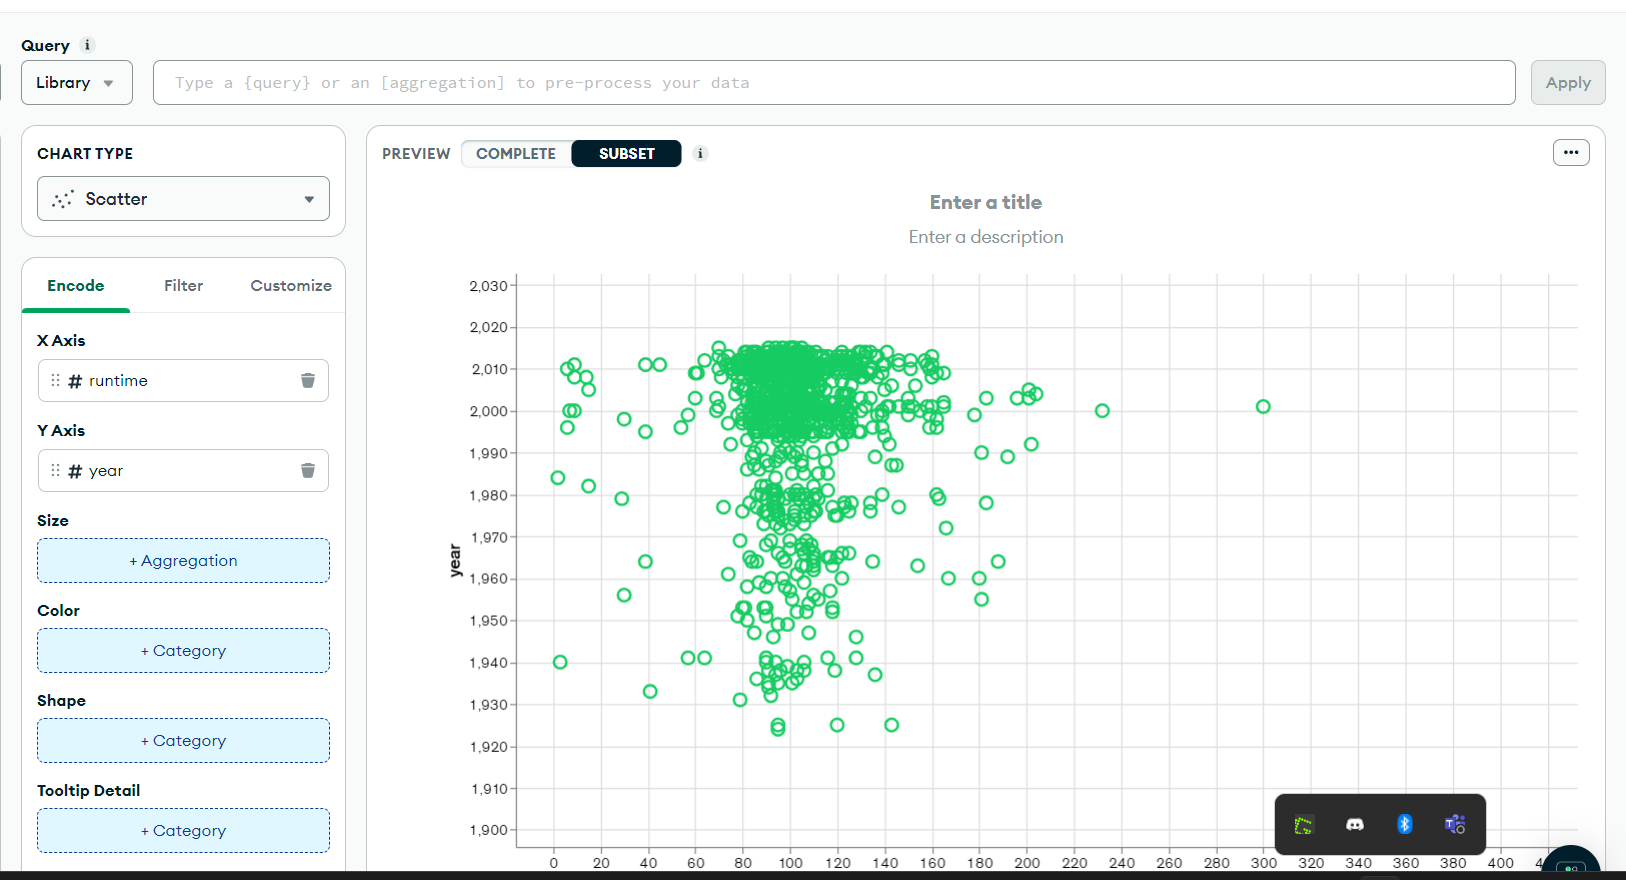 Query i
Library
Type a {query} or an [aggregation] to pre-process your data
Apply
CHART TYPE
Scatter
Encode Filter Customize
X Axis
# runtime
Y Axis
# year
Size
+ Aggregation
Color
+ Category
Shape
+ Category
Tooltip Detail
+ Category
PREVIEW COMPLETE SUBSET i
Enter a title
Enter a description
2,030
2,020
2,010
2,000
1,990
1,980
1,970
1,960
1,950
1,940
1,930
1,920
1,910
1,900
year
0 20 40 60 80 100 120 140 160 180 200 220 240 260 280 300 320 340 360 380 400